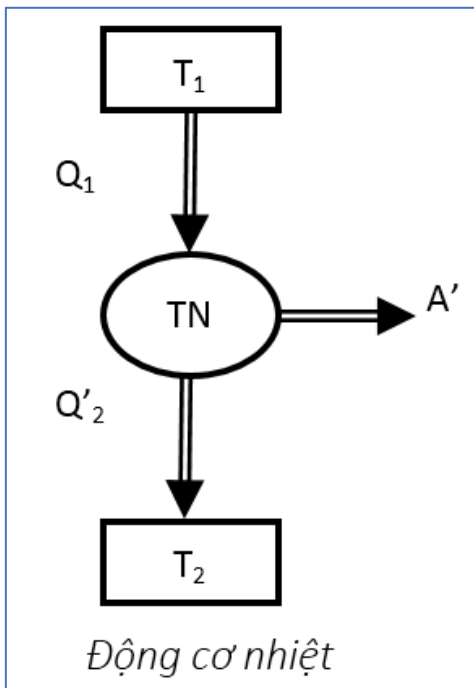 T₁
Q₁
TN
A’
Q’₂
T₂
Động cơ nhiệt